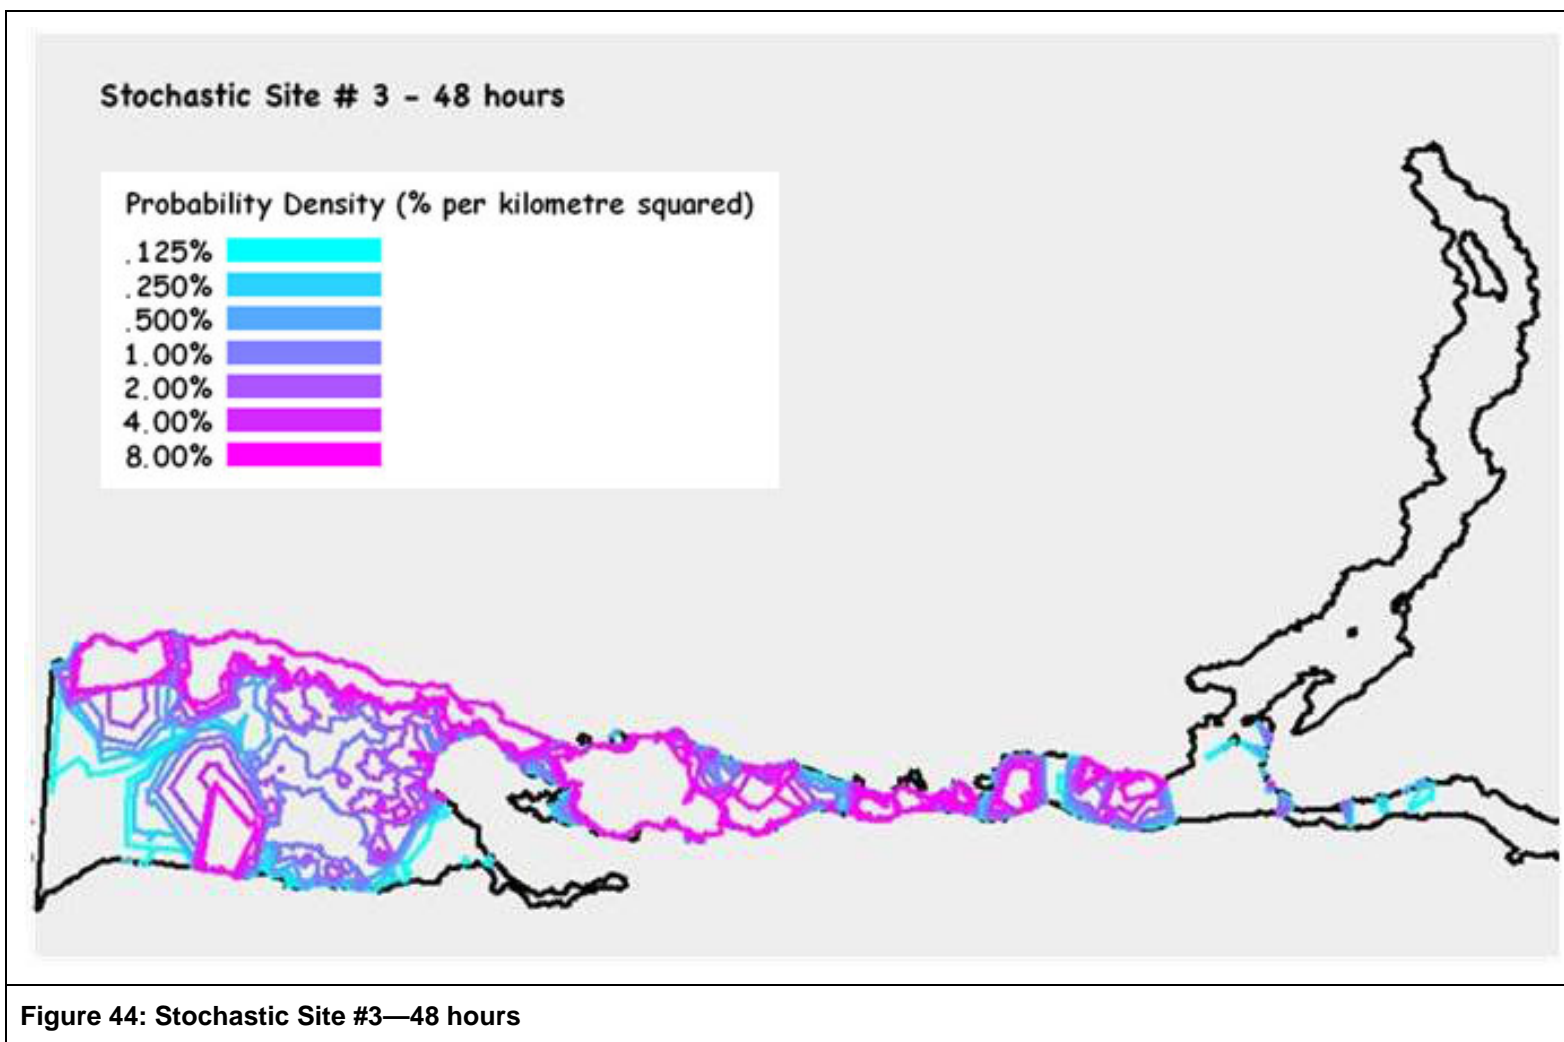 Stochastic Site # 3 - 48 hours
Probability Density (% per kilometre squared)
.125%
.250%
.500%
1.00%
2.00%
4.00%
8.00%
Figure 44: Stochastic Site #3—48 hours